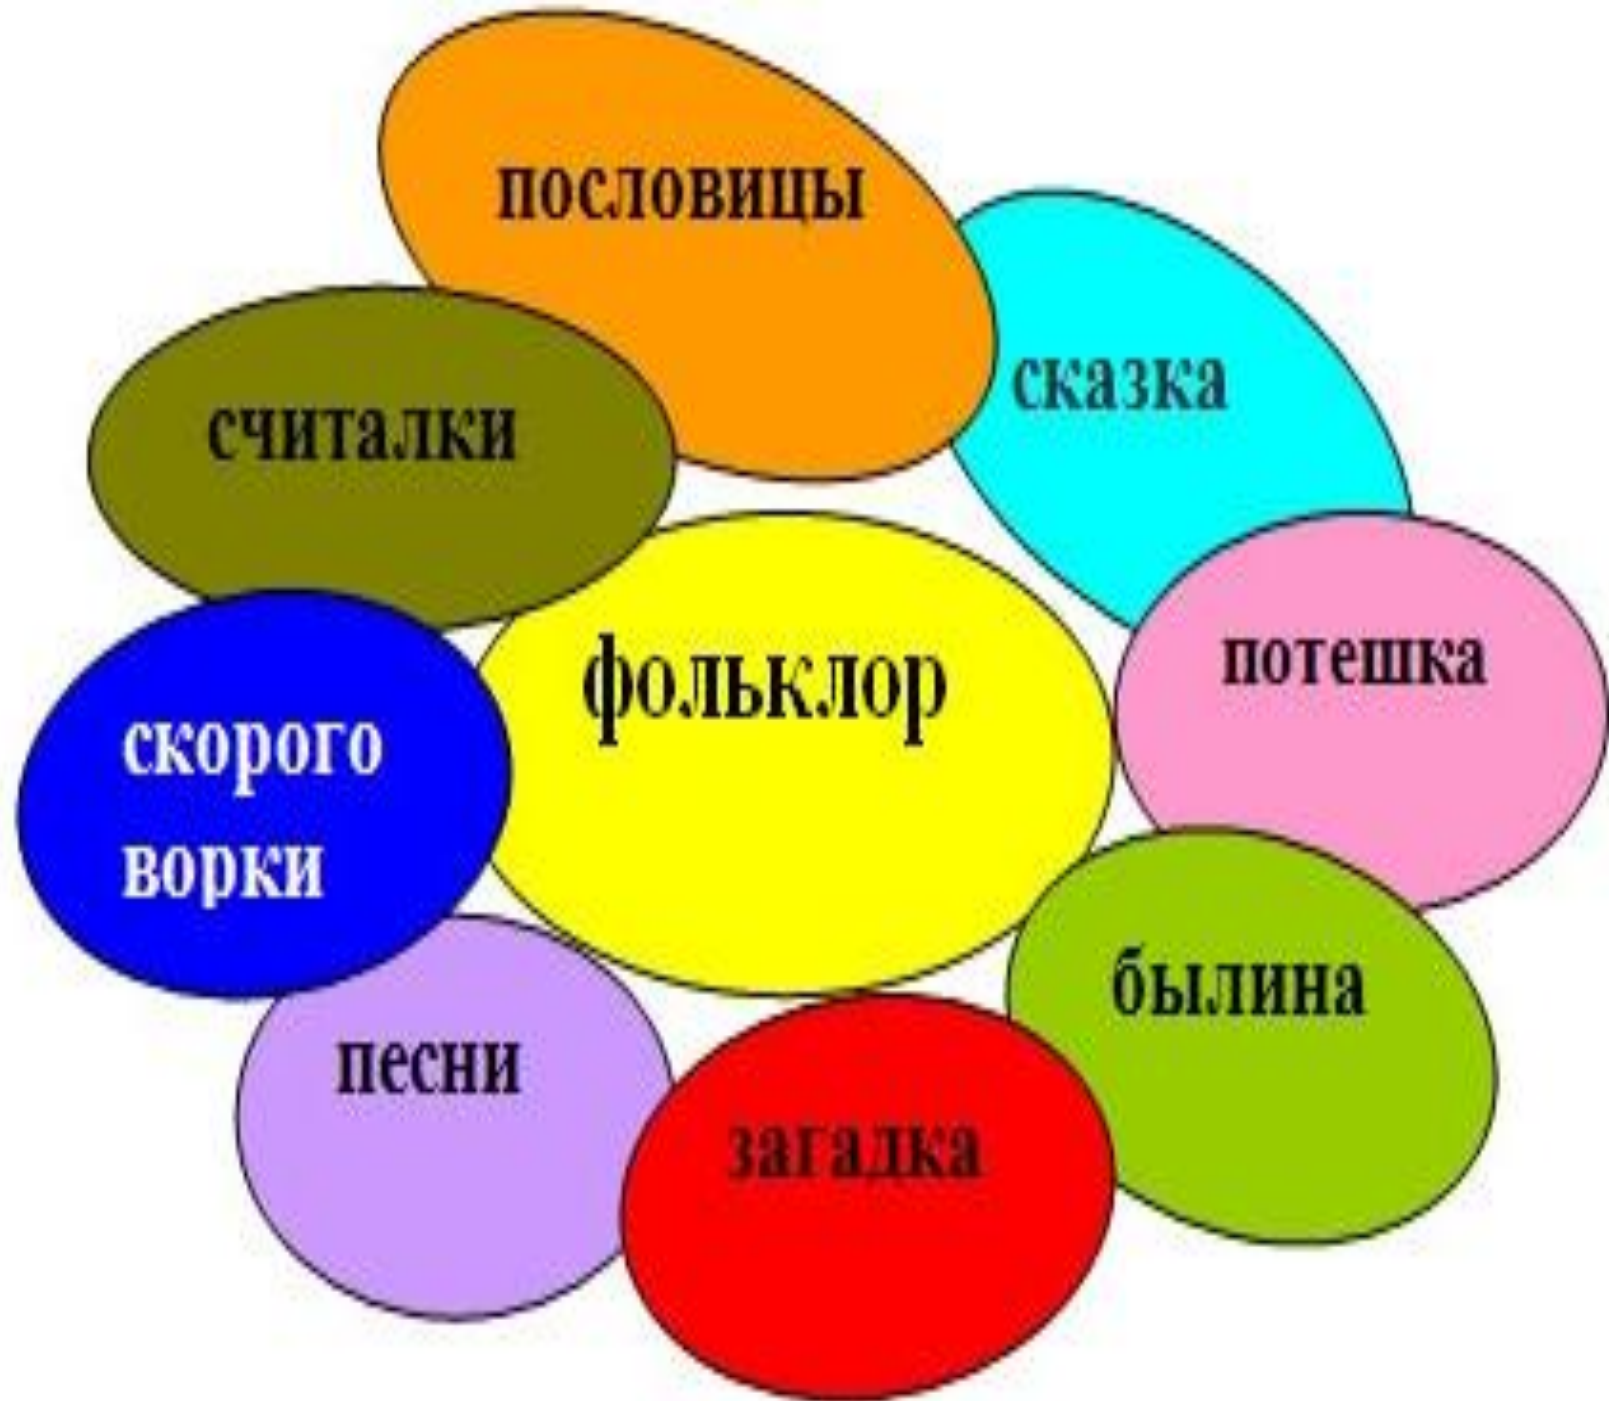 пословицы
сказка
считалки
фольклор
потешка
скорого
ворки
былина
песни
загадка